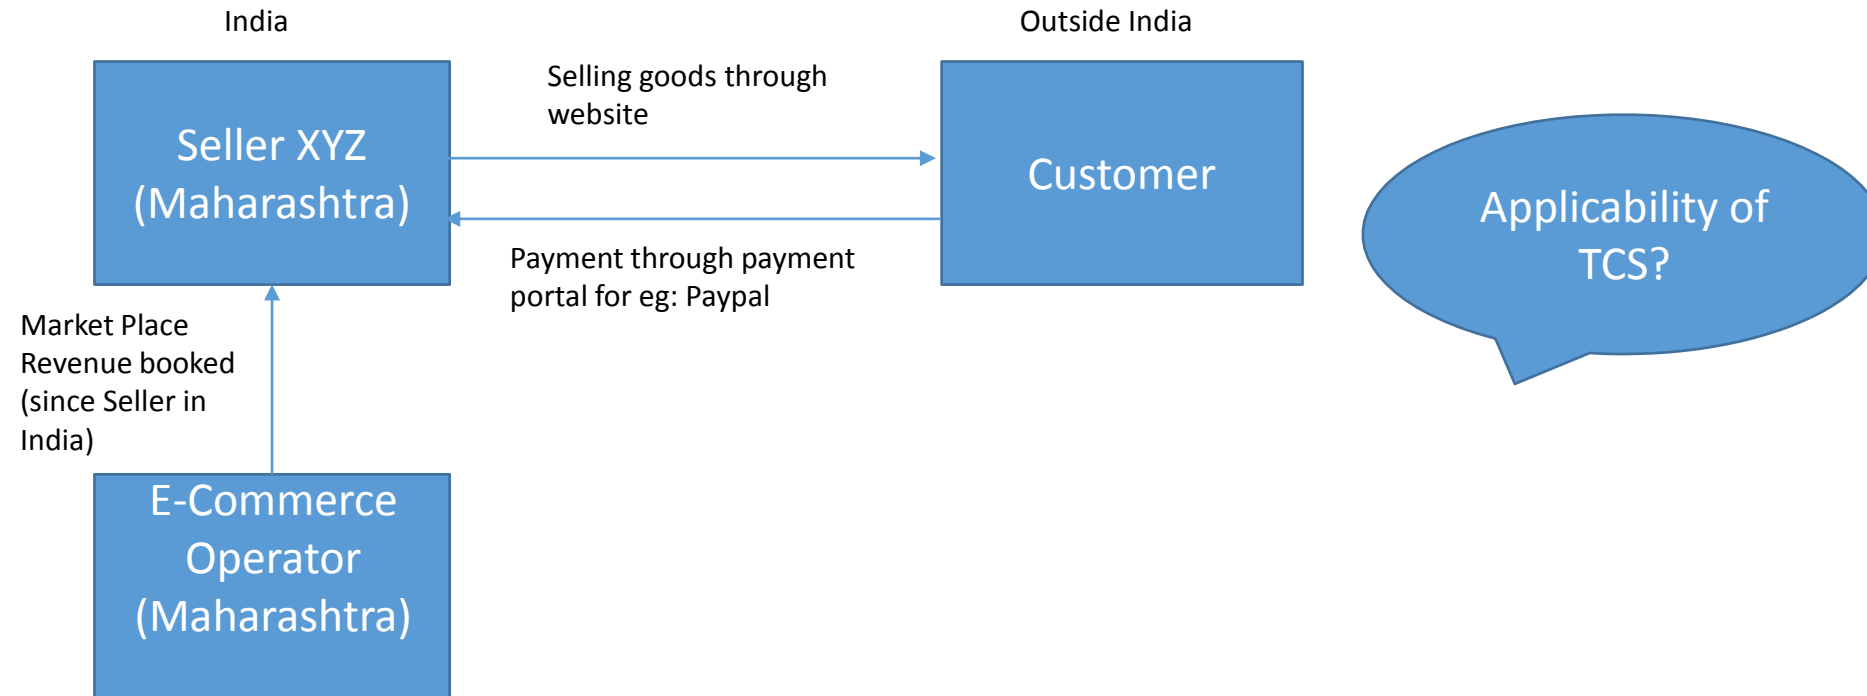 India
Outside India
Seller XYZ
(Maharashtra)
Selling goods through
website
Customer
Applicability of
TCS?
Payment through payment
portal for eg: Paypal
Market Place
Revenue booked
(since Seller in
India)
E-Commerce
Operator
(Maharashtra)